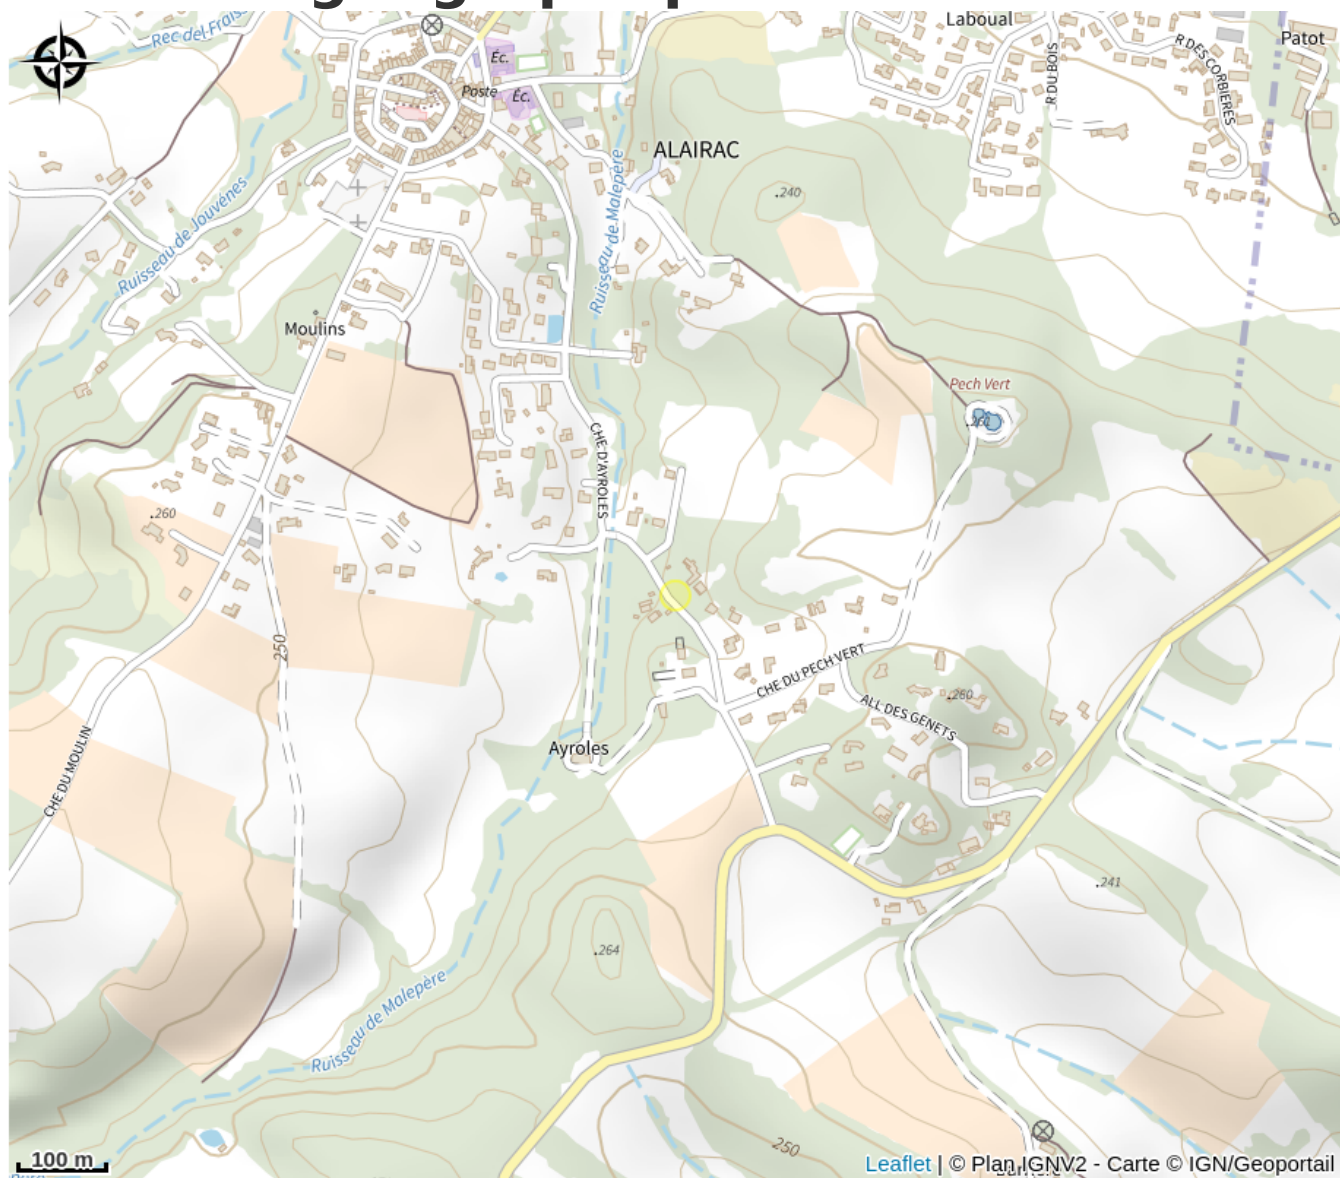 Laboual
Patot
Rec del Frais
Éc.
R DU BOIS
R DES CORBIERES
Poste
Éc.
ALAIRAC
Ruisseau de Malepère
.240
Ruisseau de Jouvénes
Moulins
Pech Vert
.261
CHE D'AYROLES
.260
250
CHE DU PECH VERT
.260
ALL DES GENETS
CHE DU MOULIN
Ayroles
.241
.264
Ruisseau de Malepère
250
100 m
Leaflet | © Plan IGNV2 - Carte © IGN/Geoportail